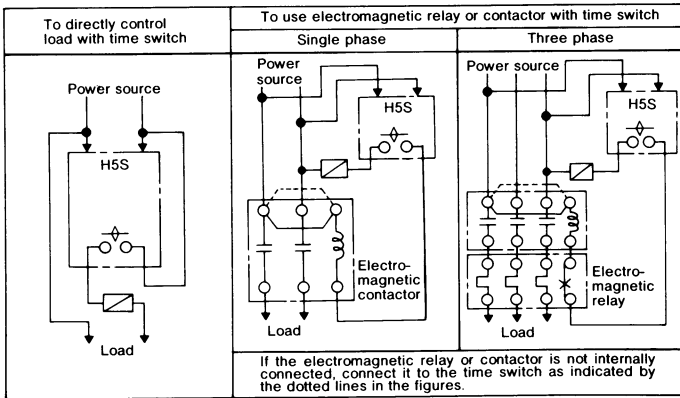 To directly control
load with time switch
To use electromagnetic relay or contactor with time switch
Single phase
Three phase
Power source
H5S
Load
Power
source
H5S
Electro-
magnetic
contactor
Load
Power source
H5S
Electro-
magnetic
relay
Load
If the electromagnetic relay or contactor is not internally
connected, connect it to the time switch as indicated by
the dotted lines in the figures.